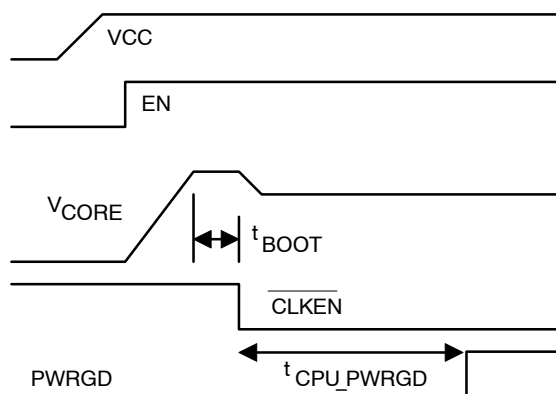 VCC
EN
VCORE
tBOOT
CLKEN
tCPU_PWRGD
PWRGD